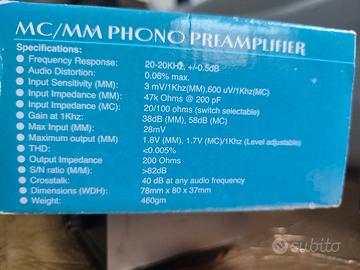 MC/MM PHONO PREAMPLIFIER
Specifications:
• Frequency Response: 20-20KHz, +/-0.5dB
• Audio Distortion: 0.06% max.
• Input Sensitivity (MM): 3 mV/1Khz(MM),600 uV/1Khz(MC)
• Input Impedance (MM): 47k Ohms @ 200 pF
• Input Impedance (MC): 20/100 ohms (switch selectable)
• Gain at 1Khz: 38dB (MM), 58dB (MC)
• Max Input (MM): 28mV
• Maximum output (MM): 1.8V (MM), 1.7V (MC)/1Khz (Level adjustable)
• THD: <0.005%
• Output Impedance 200 Ohms
• S/N ratio (M/M): >82dB
• Crosstalk: 40 dB at any audio frequency
• Dimensions (WDH): 78mm x 80 x 37mm
• Weight: 460gm
subito